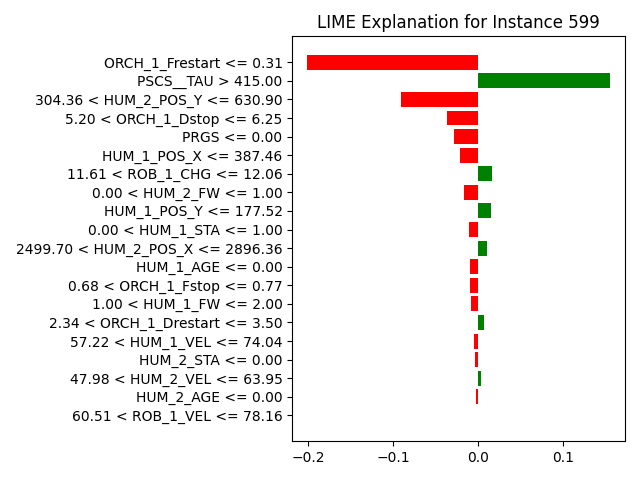 LIME Explanation for Instance 599
ORCH_1_Frestart <= 0.31
PSCS__TAU > 415.00
304.36 < HUM_2_POS_Y <= 630.90
5.20 < ORCH_1_Dstop <= 6.25
PRGS <= 0.00
HUM_1_POS_X <= 387.46
11.61 < ROB_1_CHG <= 12.06
0.00 < HUM_2_FW <= 1.00
HUM_1_POS_Y <= 177.52
0.00 < HUM_1_STA <= 1.00
2499.70 < HUM_2_POS_X <= 2896.36
HUM_1_AGE <= 0.00
0.68 < ORCH_1_Fstop <= 0.77
1.00 < HUM_1_FW <= 2.00
2.34 < ORCH_1_Drestart <= 3.50
57.22 < HUM_1_VEL <= 74.04
HUM_2_STA <= 0.00
47.98 < HUM_2_VEL <= 63.95
HUM_2_AGE <= 0.00
60.51 < ROB_1_VEL <= 78.16
−0.2 −0.1 0.0 0.1